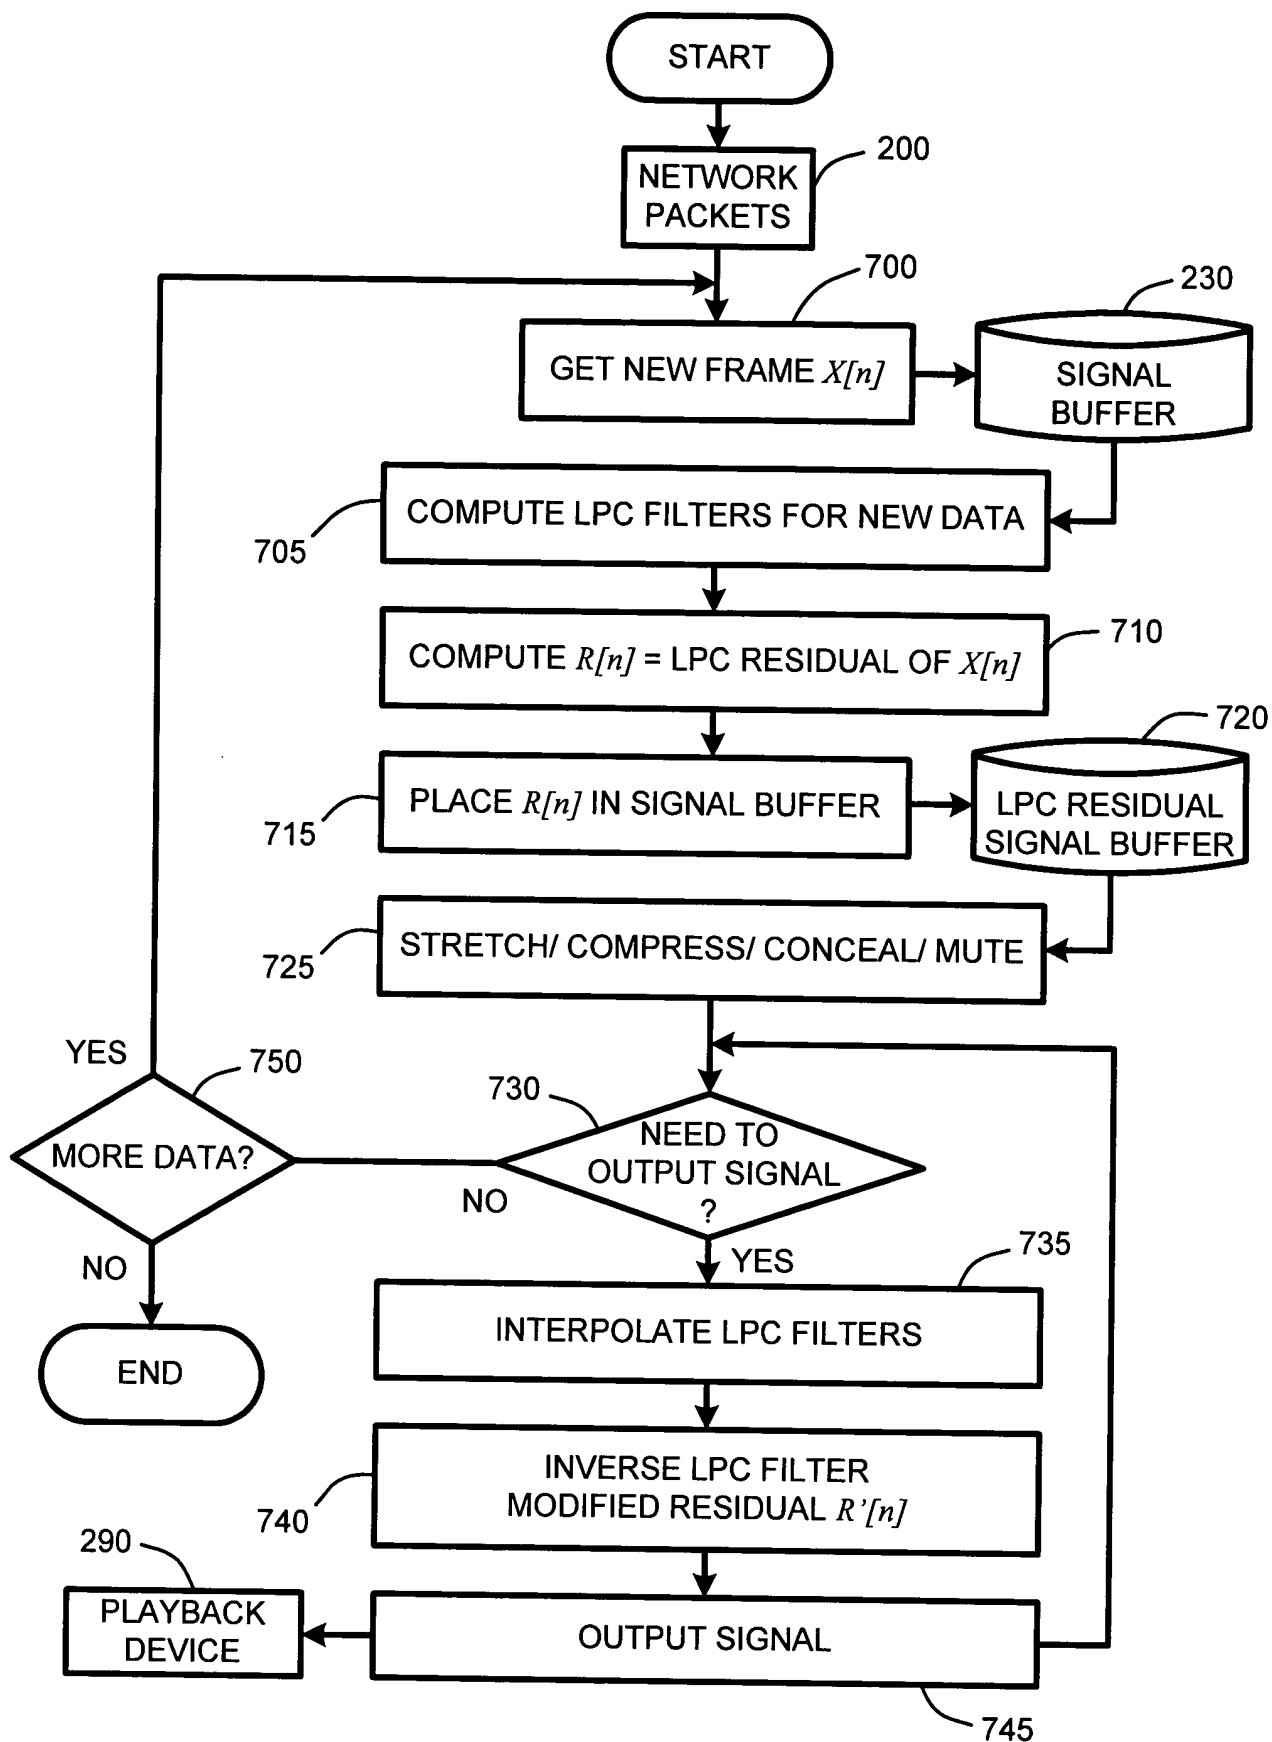 START
200
NETWORK
PACKETS
700
230
GET NEW FRAME X[n]
SIGNAL
BUFFER
COMPUTE LPC FILTERS FOR NEW DATA
705
710
COMPUTE R[n] = LPC RESIDUAL OF X[n]
720
PLACE R[n] IN SIGNAL BUFFER
715
LPC RESIDUAL
SIGNAL BUFFER
STRETCH/ COMPRESS/ CONCEAL/ MUTE
725
YES
750
730
MORE DATA?
NEED TO
OUTPUT SIGNAL
?
NO
NO
YES
735
INTERPOLATE LPC FILTERS
END
INVERSE LPC FILTER
MODIFIED RESIDUAL R’[n]
740
290
PLAYBACK
DEVICE
OUTPUT SIGNAL
745